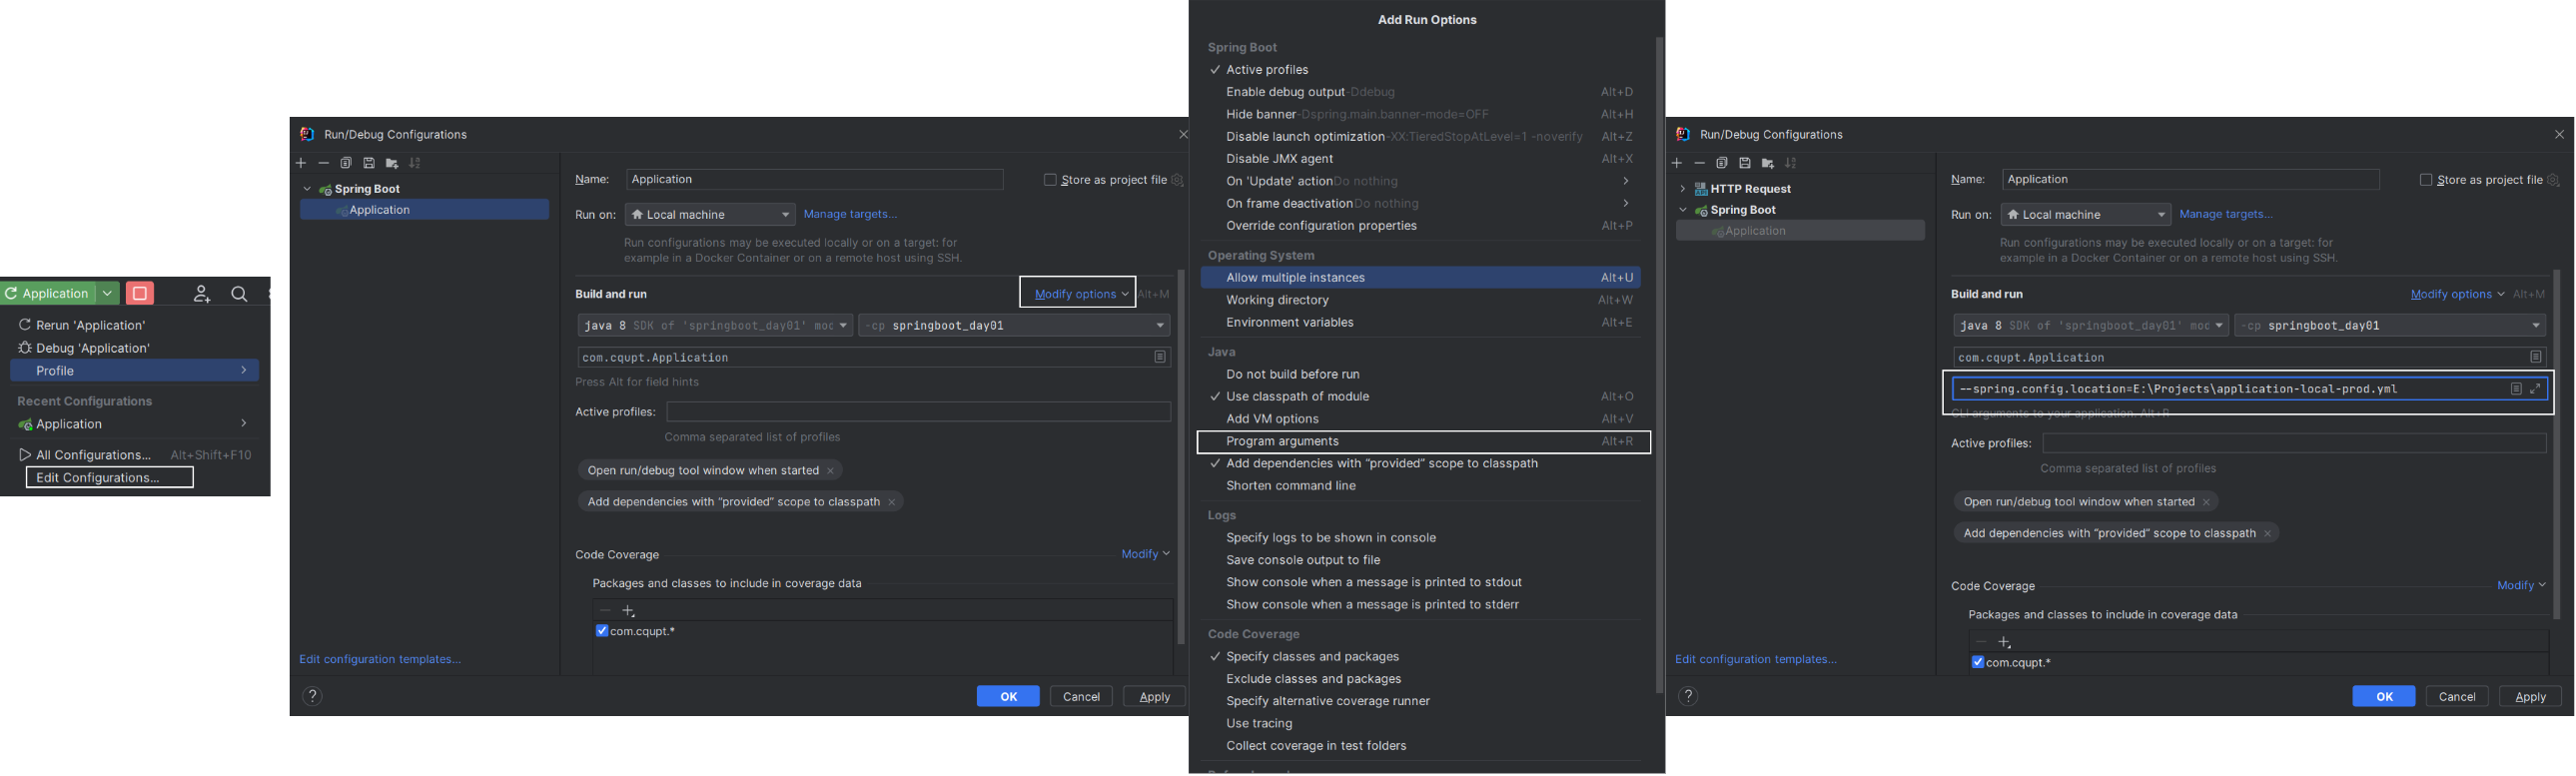 Application
Rerun 'Application'
Debug 'Application'
Profile
Recent Configurations
Application
All Configurations... Alt+Shift+F10
Edit Configurations...
Run/Debug Configurations
Spring Boot
Application
Name: Application Store as project file
Run on: Local machine Manage targets...
Run configurations may be executed locally or on a target: for
example in a Docker Container or on a remote host using SSH.
Build and run Modify options Alt+M
java 8 SDK of 'springboot_day01' moc -cp springboot_day01
com.cqupt.Application
Press Alt for field hints
Active profiles:
Comma separated list of profiles
Open run/debug tool window when started ×
Add dependencies with “provided” scope to classpath ×
Code Coverage Modify
Packages and classes to include in coverage data
com.cqupt.*
Edit configuration templates...
? OK Cancel Apply
Add Run Options
Spring Boot
Active profiles
Enable debug output -Ddebug Alt+D
Hide banner -Dspring.main.banner-mode=OFF Alt+H
Disable launch optimization -XX:TieredStopAtLevel=1 -noverify Alt+Z
Disable JMX agent Alt+X
On 'Update' action Do nothing
On frame deactivation Do nothing
Override configuration properties Alt+P
Operating System
Allow multiple instances Alt+U
Working directory Alt+W
Environment variables Alt+E
Java
Do not build before run
Use classpath of module Alt+O
Add VM options Alt+V
Program arguments Alt+R
Add dependencies with “provided” scope to classpath
Shorten command line
Logs
Specify logs to be shown in console
Save console output to file
Show console when a message is printed to stdout
Show console when a message is printed to stderr
Code Coverage
Specify classes and packages
Exclude classes and packages
Specify alternative coverage runner
Use tracing
Collect coverage in test folders
Run/Debug Configurations
HTTP Request
Spring Boot
Application
Name: Application Store as project file
Run on: Local machine Manage targets...
Run configurations may be executed locally or on a target: for
example in a Docker Container or on a remote host using SSH.
Build and run Modify options Alt+M
java 8 SDK of 'springboot_day01' moc -cp springboot_day01
com.cqupt.Application
--spring.config.location=E:\Projects\application-local-prod.yml
CLI arguments to your application. Alt+R
Active profiles:
Comma separated list of profiles
Open run/debug tool window when started ×
Add dependencies with “provided” scope to classpath ×
Code Coverage Modify
Packages and classes to include in coverage data
com.cqupt.*
Edit configuration templates...
? OK Cancel Apply